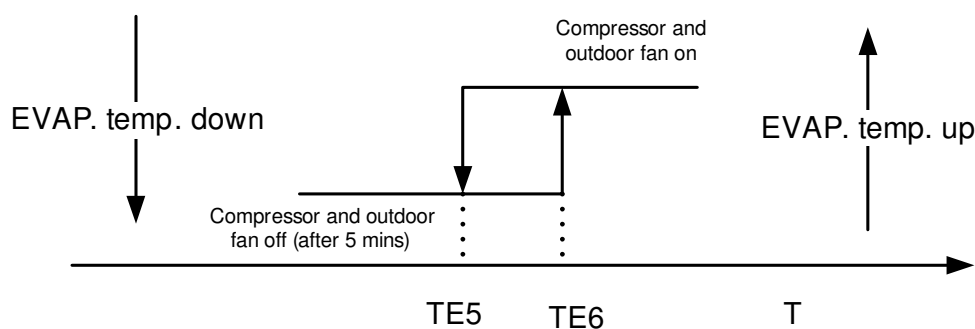 Compressor and
outdoor fan on
EVAP. temp. down
EVAP. temp. up
Compressor and outdoor
fan off (after 5 mins)
TE5
TE6
T